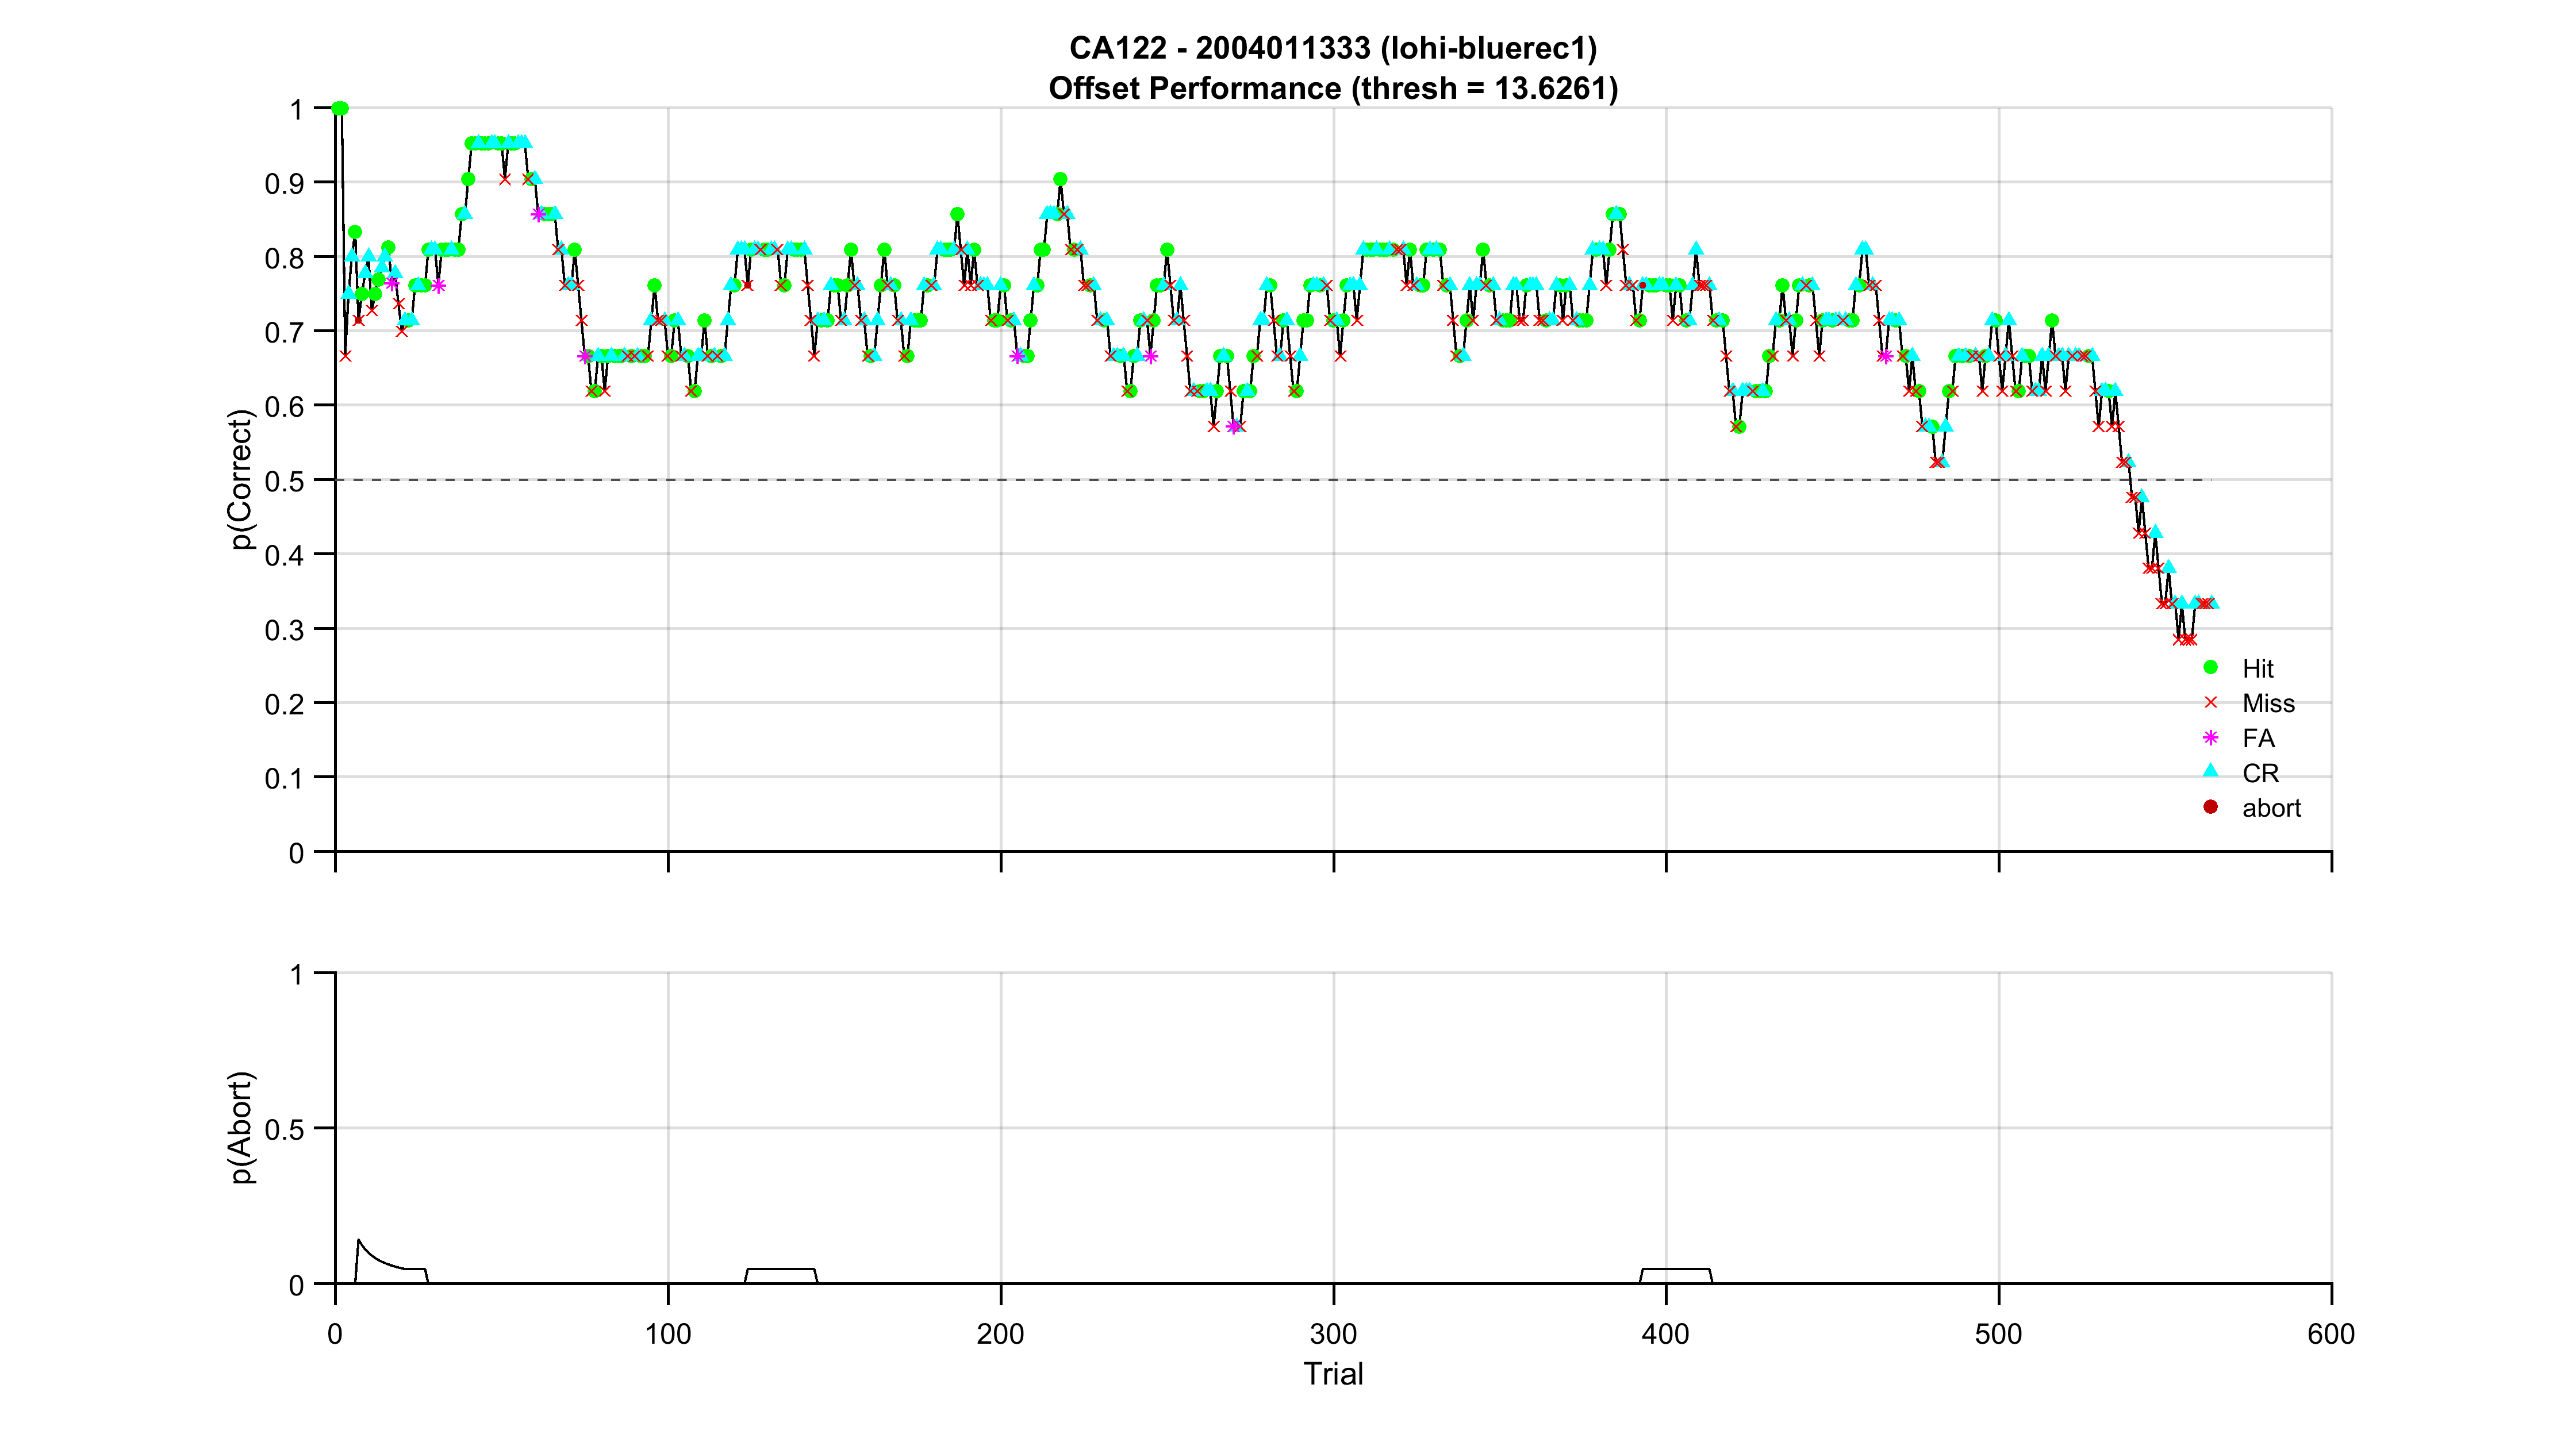 CA122 - 2004011333 (lohi-bluerec1)
Offset Performance (thresh = 13.6261)
1
0.9
0.8
0.7
0.6
0.5
0.4
0.3
0.2
0.1
0
p(Correct)
Hit
Miss
FA
CR
abort
1
0.5
0
p(Abort)
0 100 200 300 400 500 600
Trial